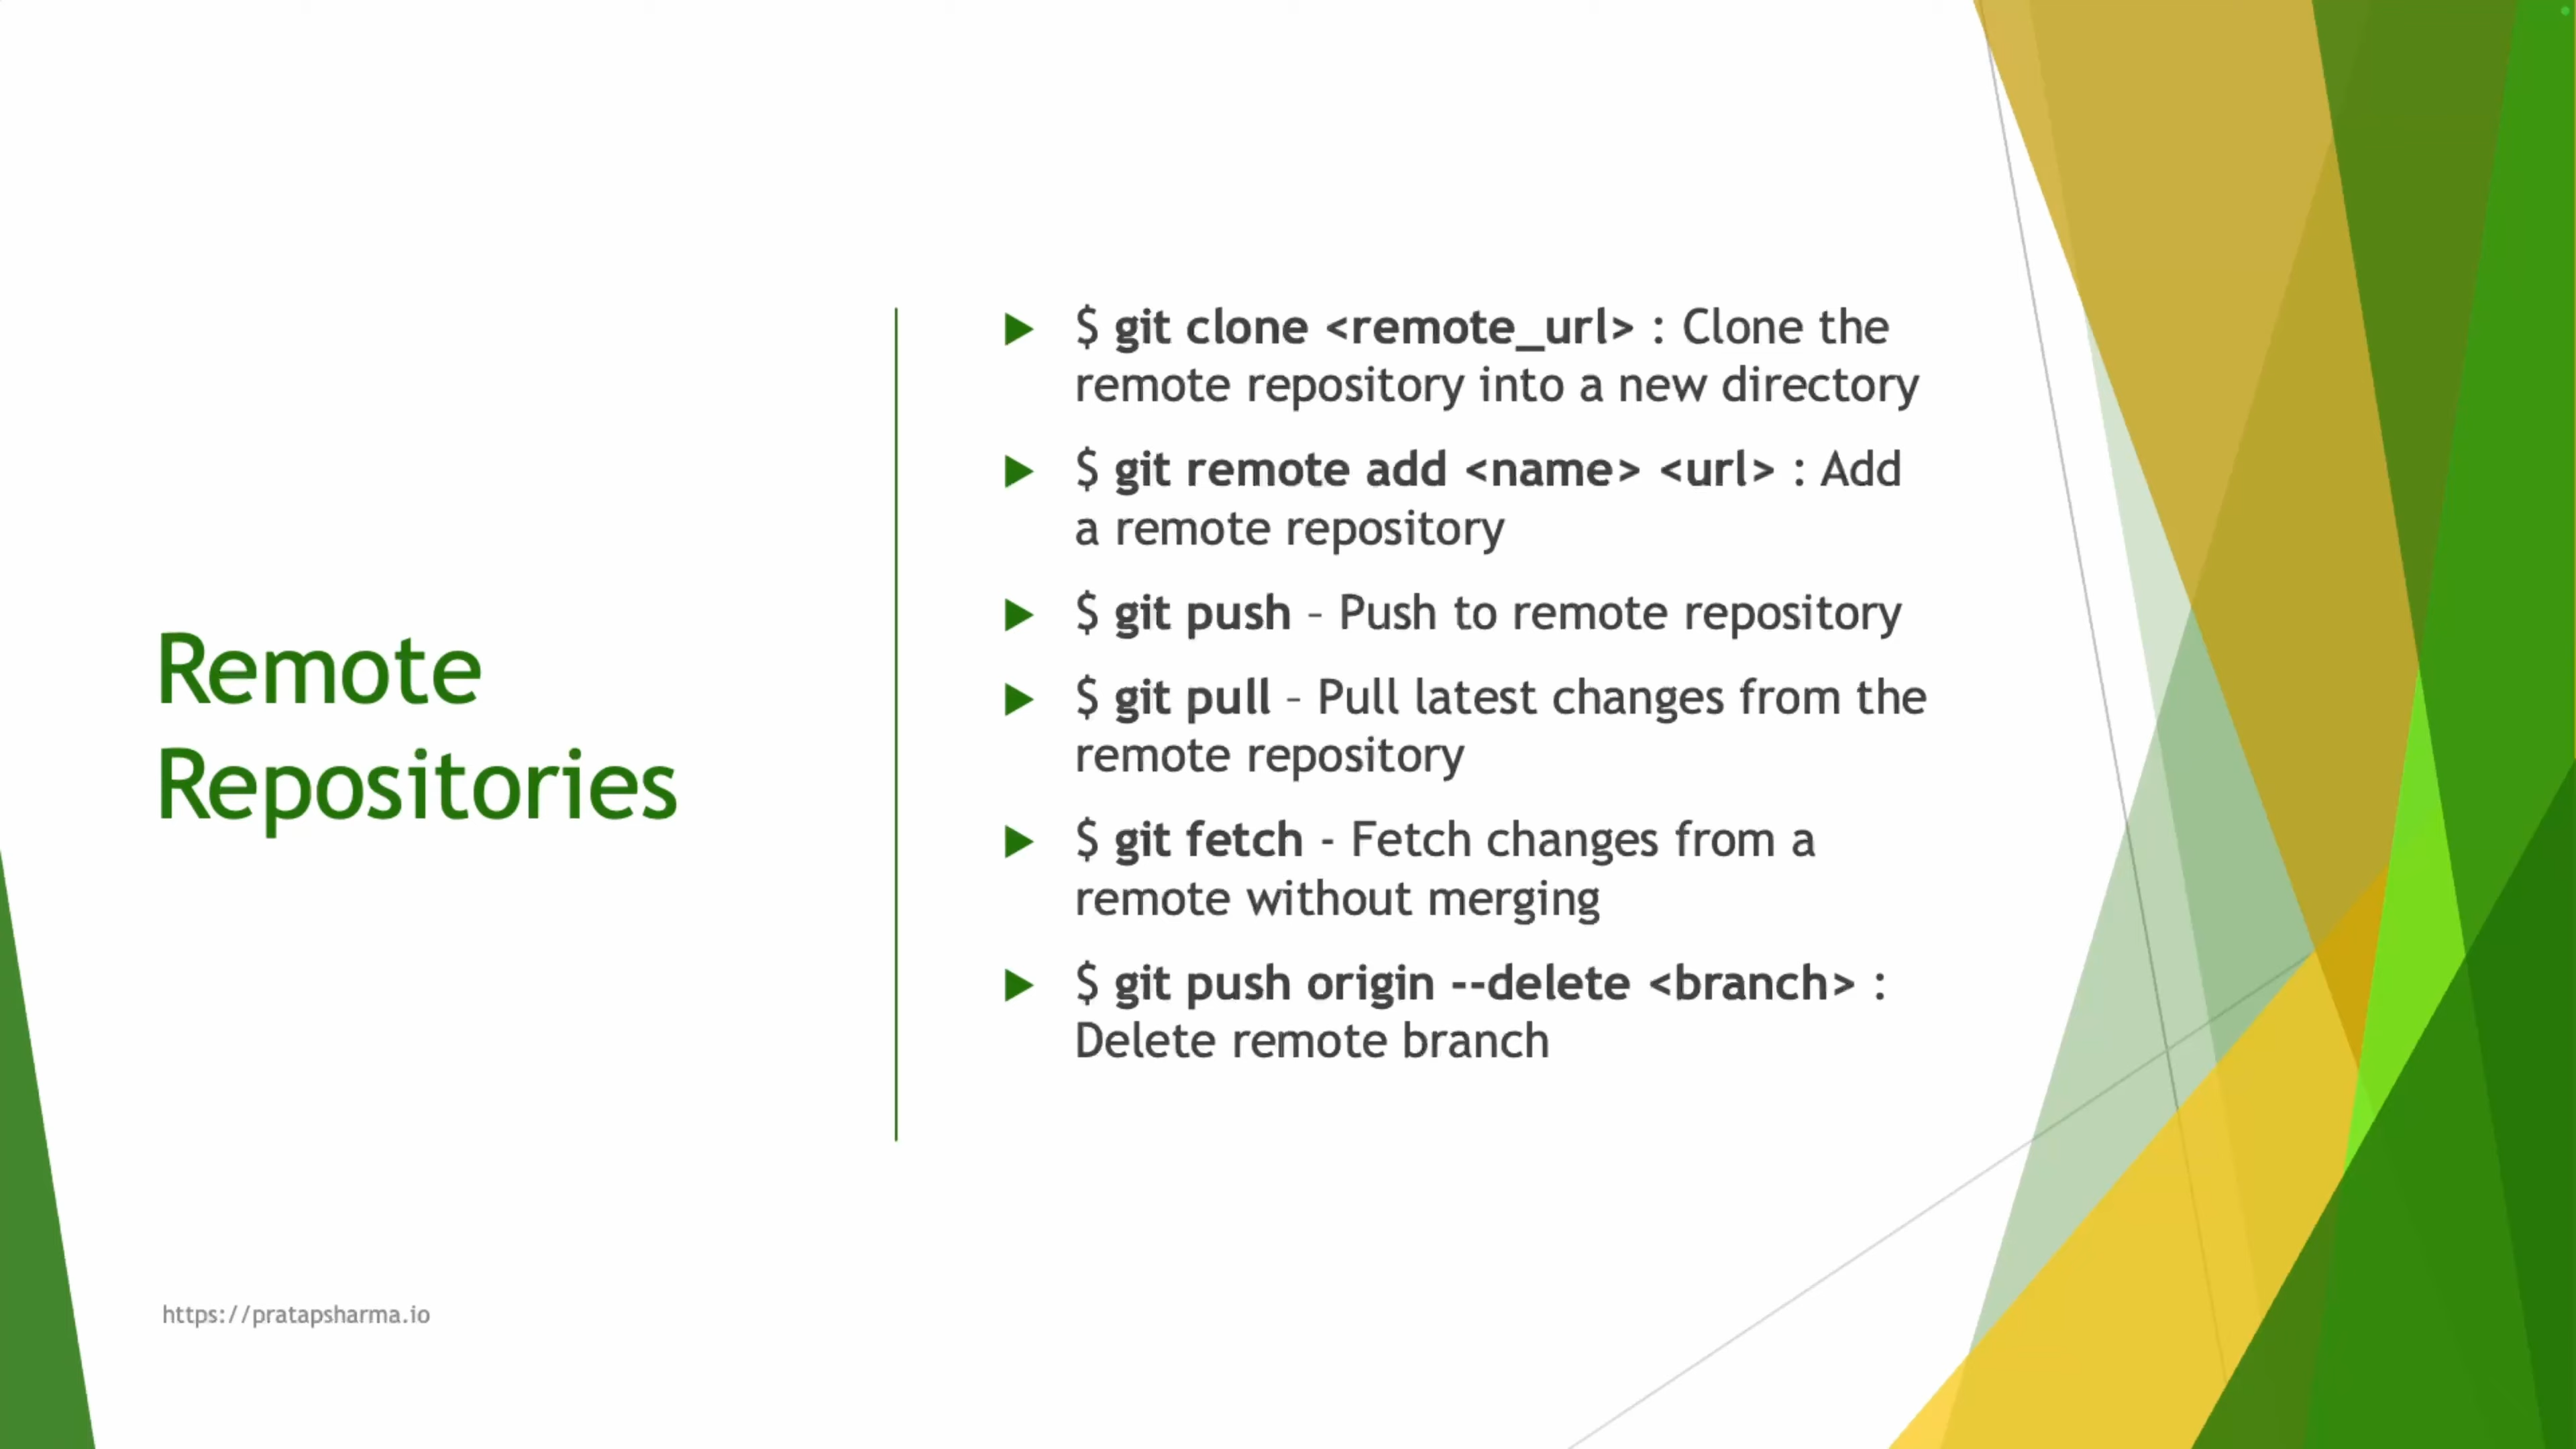 Remote
Repositories
$ git clone <remote_url> : Clone the
remote repository into a new directory
$ git remote add <name> <url> : Add
a remote repository
$ git push – Push to remote repository
$ git pull – Pull latest changes from the
remote repository
$ git fetch - Fetch changes from a
remote without merging
$ git push origin --delete <branch> :
Delete remote branch
https://pratapsharma.io